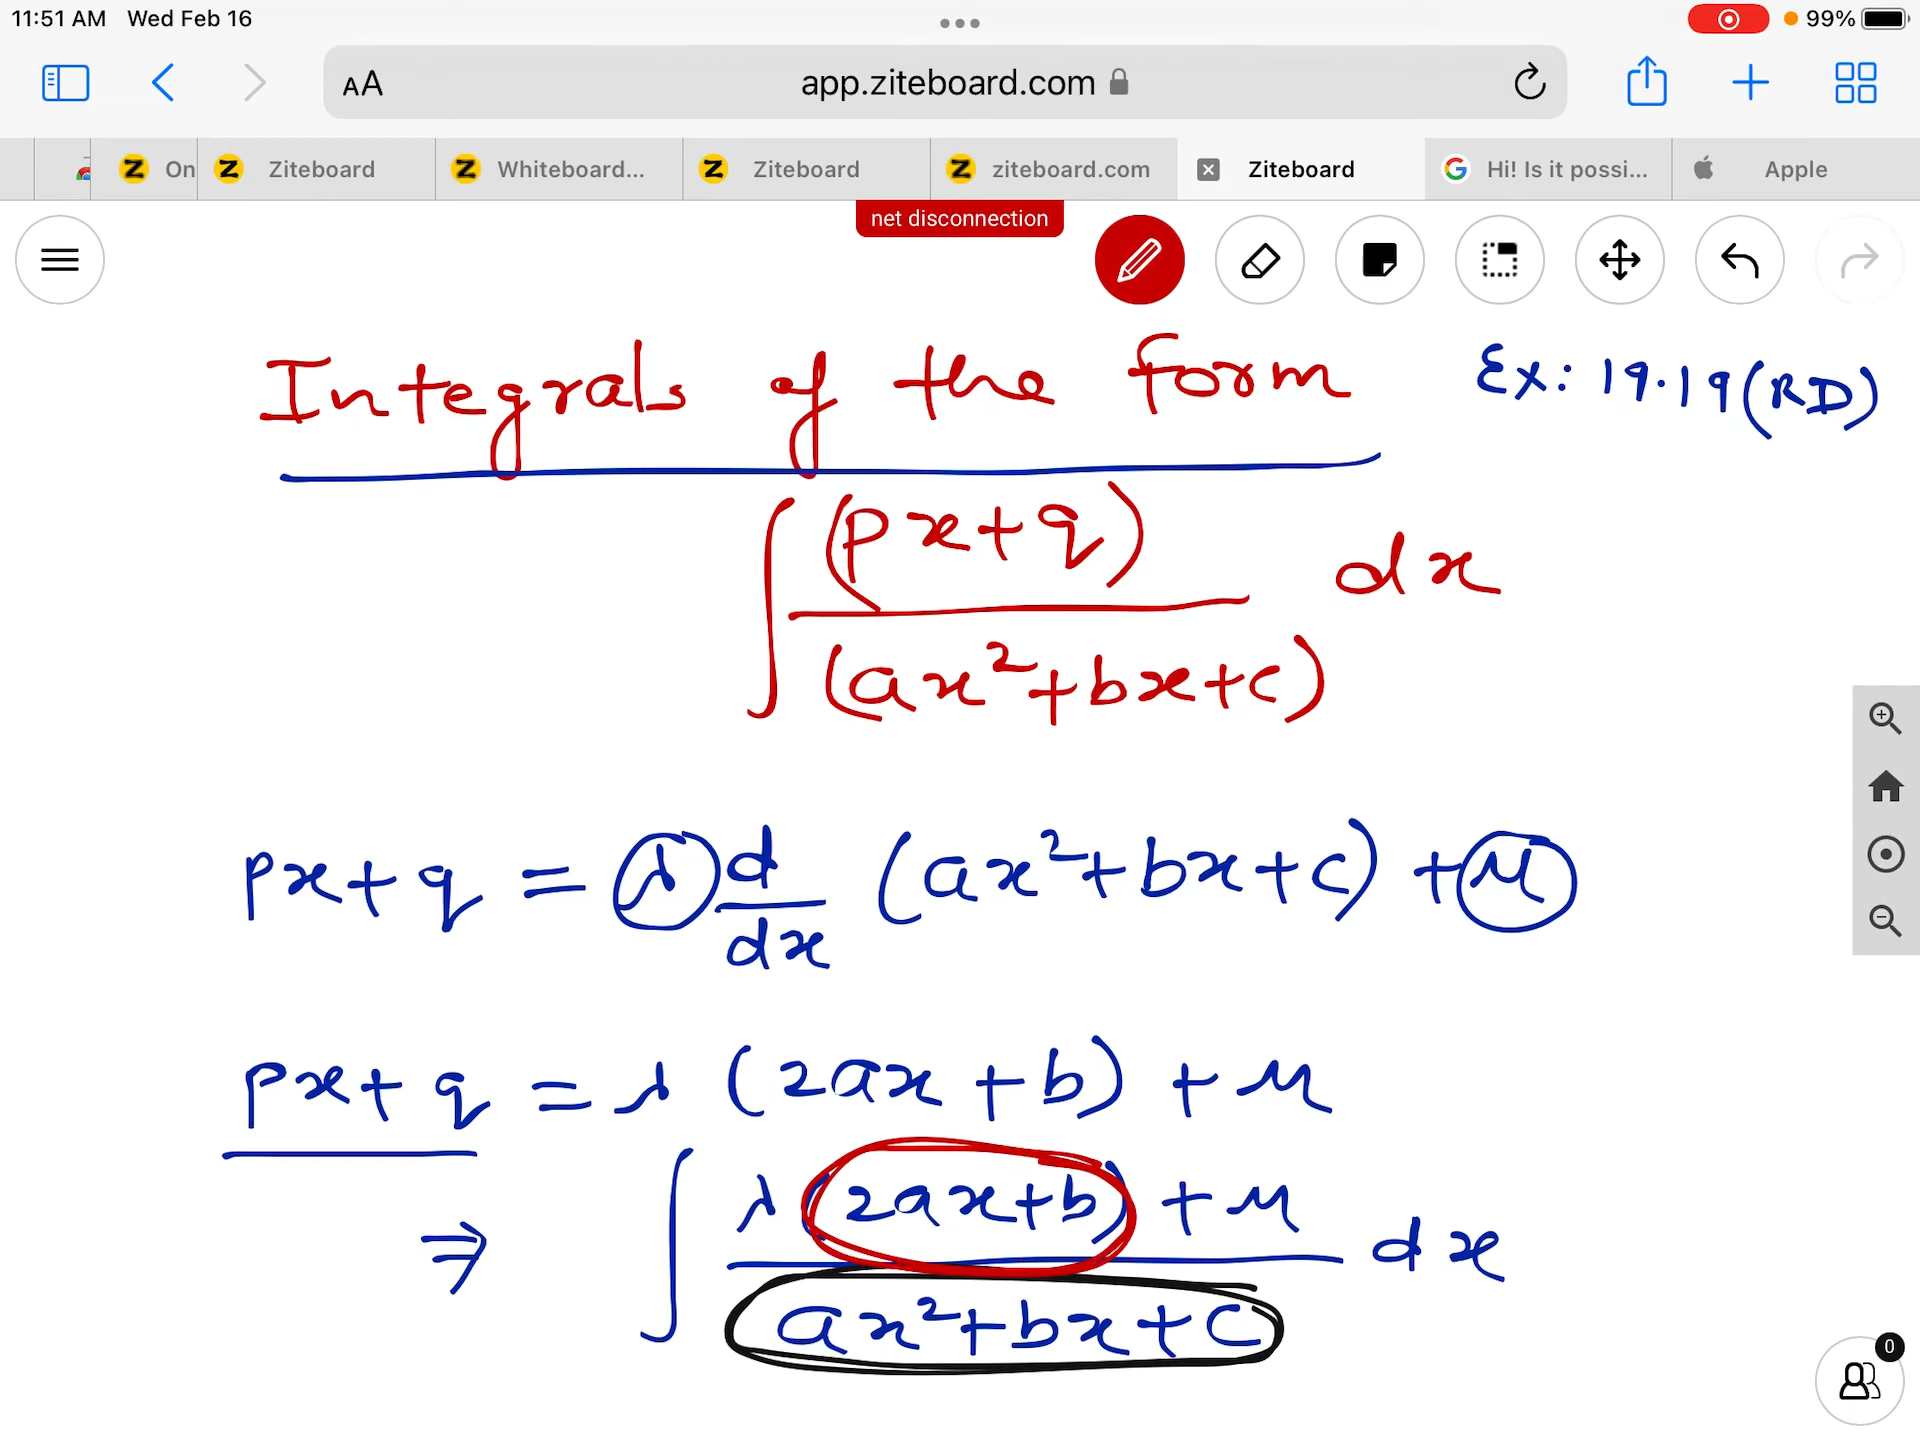 11:51 AM Wed Feb 16
99%
AA app.ziteboard.com
On Ziteboard Whiteboard... Ziteboard ziteboard.com Ziteboard Hi! Is it possi... Apple
net disconnection
Integrals of the form Ex: 19.19 (RD)
∫ (px+q) / (ax²+bx+c) dx
px+q = λ d/dx (ax²+bx+c) + μ
px+q = λ (2ax+b) + μ
⇒ ∫ λ(2ax+b) + μ / ax²+bx+c dx
0